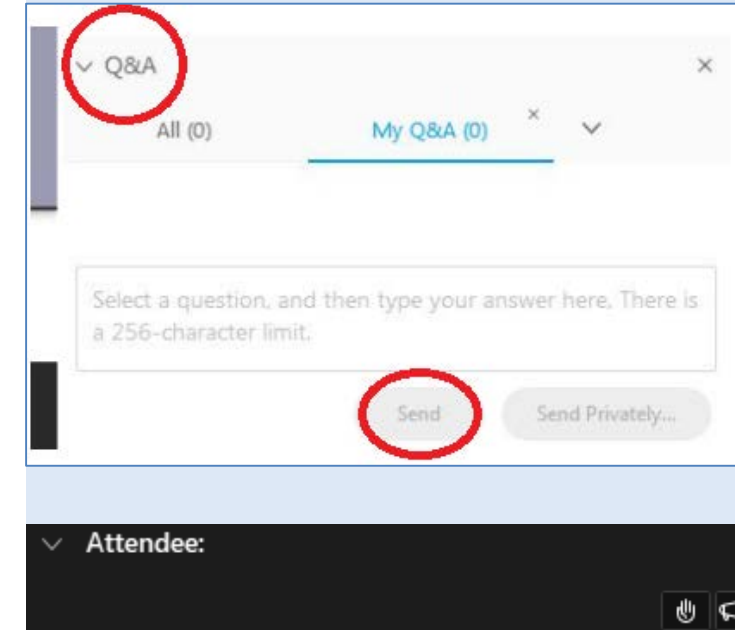 Q&A
All (0) My Q&A (0)
Select a question, and then type your answer here, There is
a 256-character limit.
Send Send Privately...
Attendee: